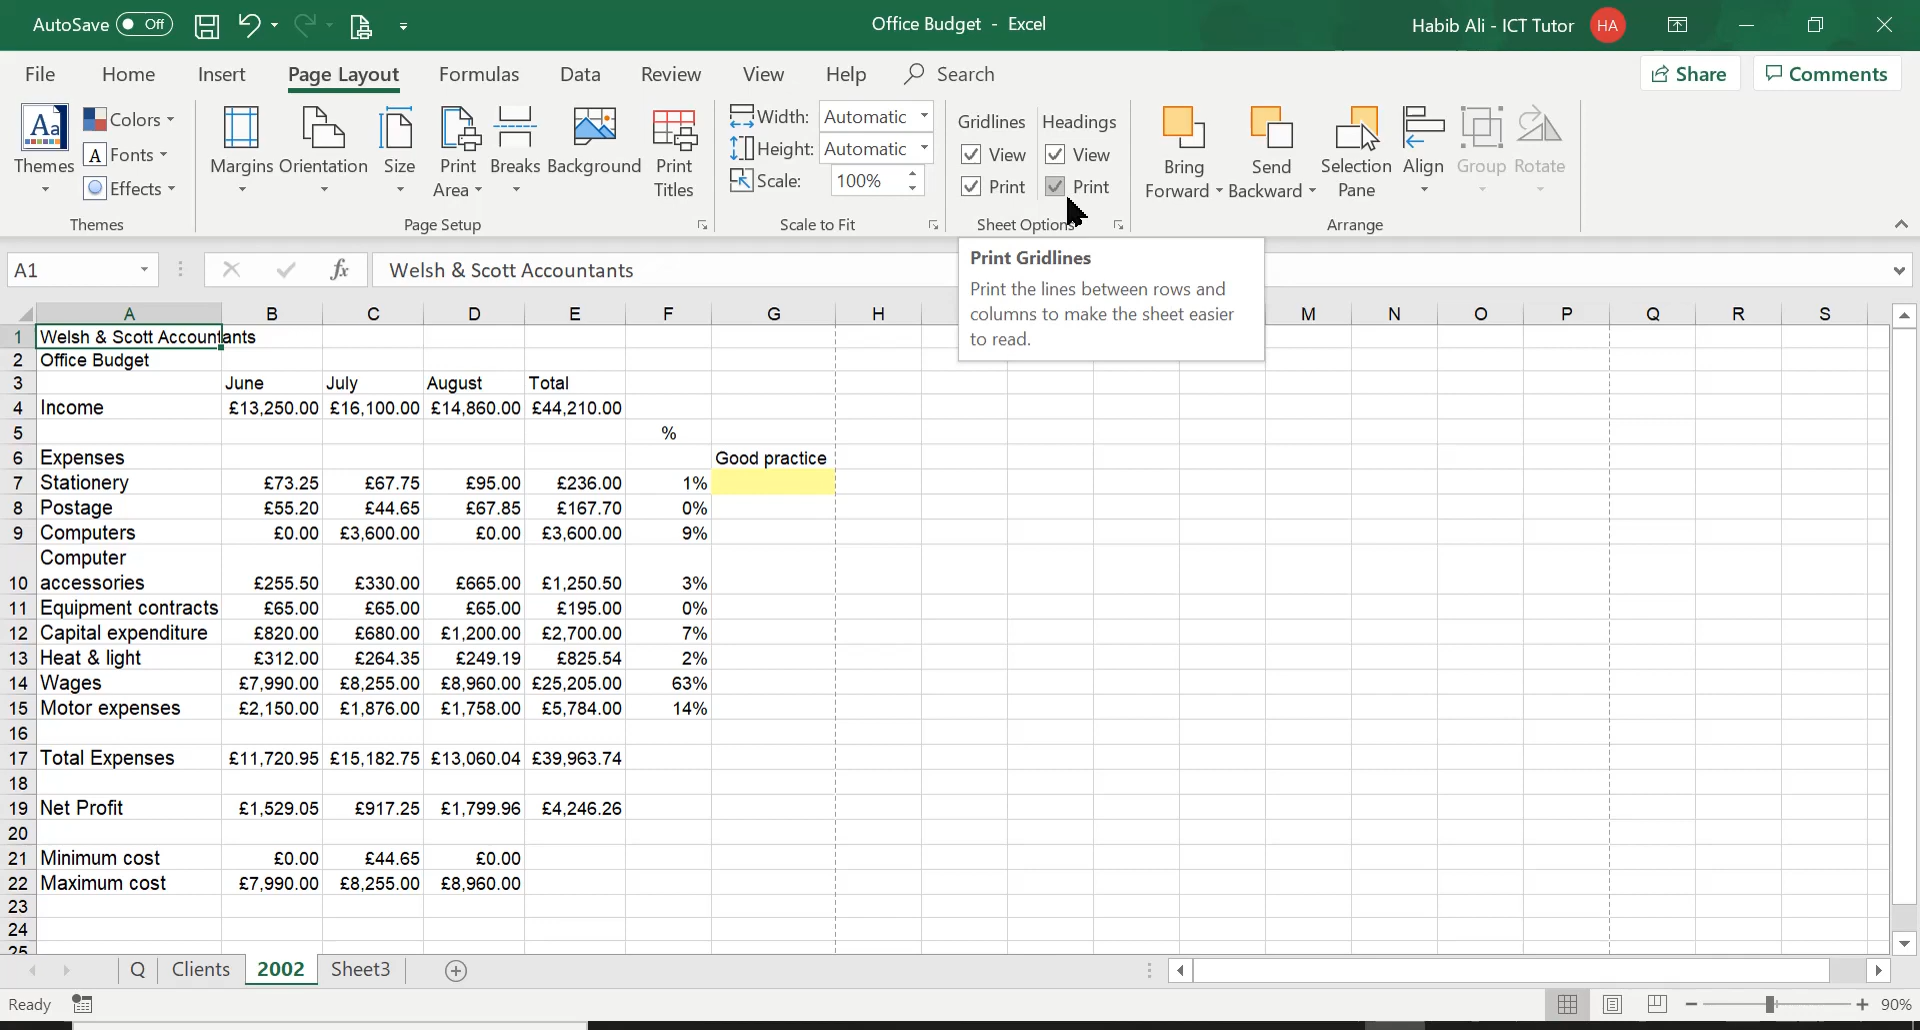 AutoSave Off Office Budget - Excel Habib Ali - ICT Tutor HA
File Home Insert Page Layout Formulas Data Review View Help Search Share Comments
Themes Colors Fonts Effects Themes
Margins Orientation Size Print Area Breaks Background Print Titles Page Setup
Width: Automatic
Height: Automatic
Scale: 100%
Scale to Fit
Gridlines Headings
View View
Print Print
Sheet Options
Bring Forward Send Backward Selection Pane Align Group Rotate
Arrange
A1 fx Welsh & Scott Accountants
Print Gridlines
Print the lines between rows and
columns to make the sheet easier
to read.
A B C D E F G H M N O P Q R S
1 Welsh & Scott Accountants
2 Office Budget
3 June July August Total
4 Income £13,250.00 £16,100.00 £14,860.00 £44,210.00
5 %
6 Expenses Good practice
7 Stationery £73.25 £67.75 £95.00 £236.00 1%
8 Postage £55.20 £44.65 £67.85 £167.70 0%
9 Computers £0.00 £3,600.00 £0.00 £3,600.00 9%
Computer
10 accessories £255.50 £330.00 £665.00 £1,250.50 3%
11 Equipment contracts £65.00 £65.00 £65.00 £195.00 0%
12 Capital expenditure £820.00 £680.00 £1,200.00 £2,700.00 7%
13 Heat & light £312.00 £264.35 £249.19 £825.54 2%
14 Wages £7,990.00 £8,255.00 £8,960.00 £25,205.00 63%
15 Motor expenses £2,150.00 £1,876.00 £1,758.00 £5,784.00 14%
16
17 Total Expenses £11,720.95 £15,182.75 £13,060.04 £39,963.74
18
19 Net Profit £1,529.05 £917.25 £1,799.96 £4,246.26
20
21 Minimum cost £0.00 £44.65 £0.00
22 Maximum cost £7,990.00 £8,255.00 £8,960.00
23
24
25
Q Clients 2002 Sheet3
Ready 90%